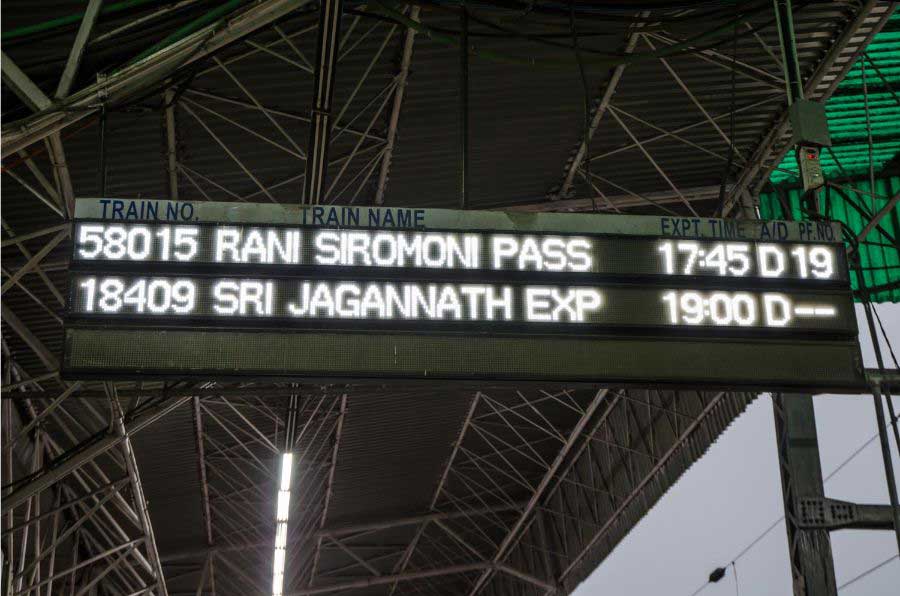 TRAIN NO. TRAIN NAME EXPT. TIME A/D PF.NO.
58015 RANI SIROMONI PASS 17:45 D 19
18409 SRI JAGANNATH EXP 19:00 D --